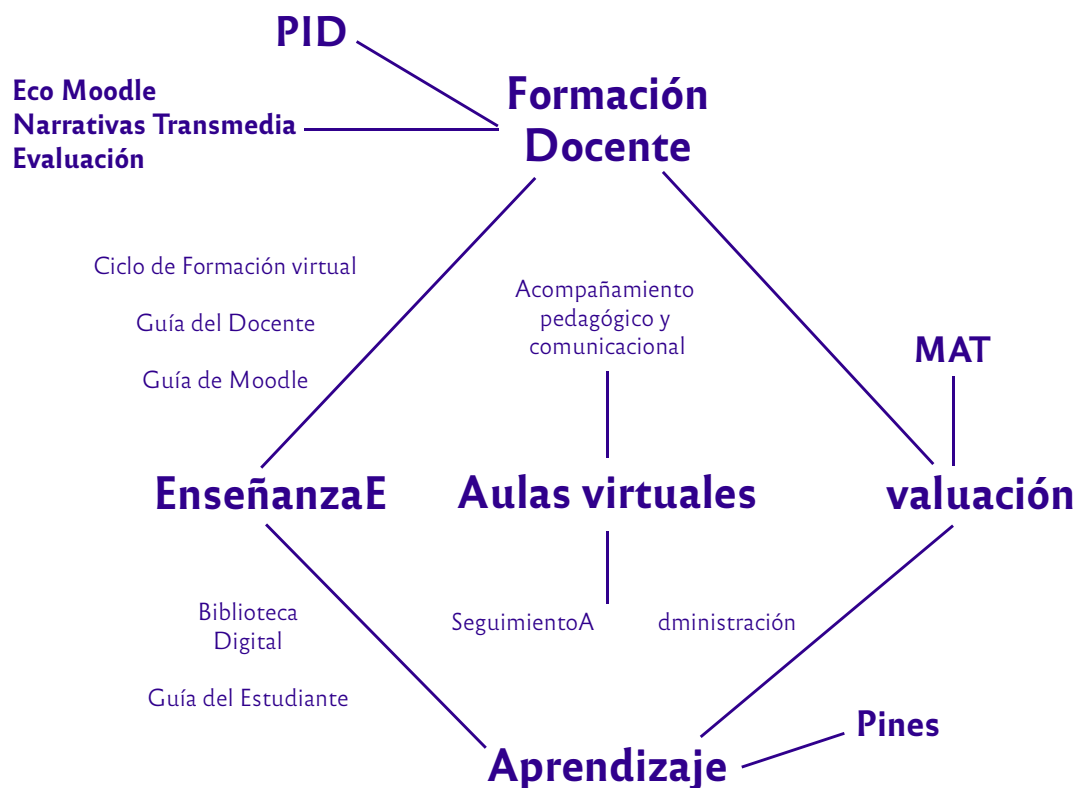 PID
Eco Moodle
Narrativas Transmedia
Evaluación
Formación
Docente
Ciclo de Formación virtual
Guía del Docente
Guía de Moodle
Acompañamiento
pedagógico y
comunicacional
MAT
EnseñanzaE
Aulas virtuales
valuación
Biblioteca
Digital
Guía del Estudiante
SeguimientoA
dministración
Pines
Aprendizaje